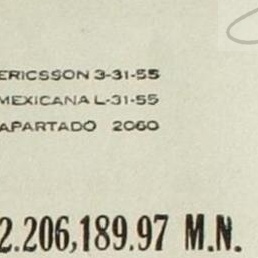 ERICSSON 3-31-55
MEXICANA L-31-55
APARTADO 2060
2.206,189.97 M.N.